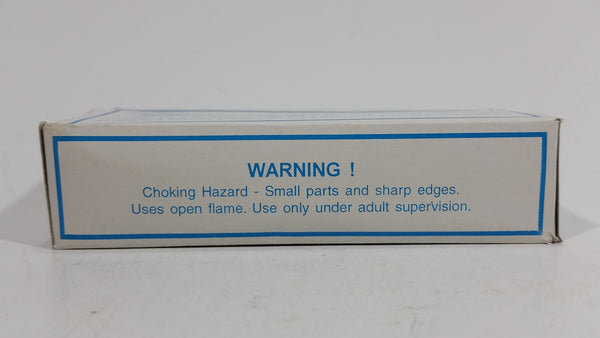 WARNING !
Choking Hazard - Small parts and sharp edges.
Uses open flame. Use only under adult supervision.